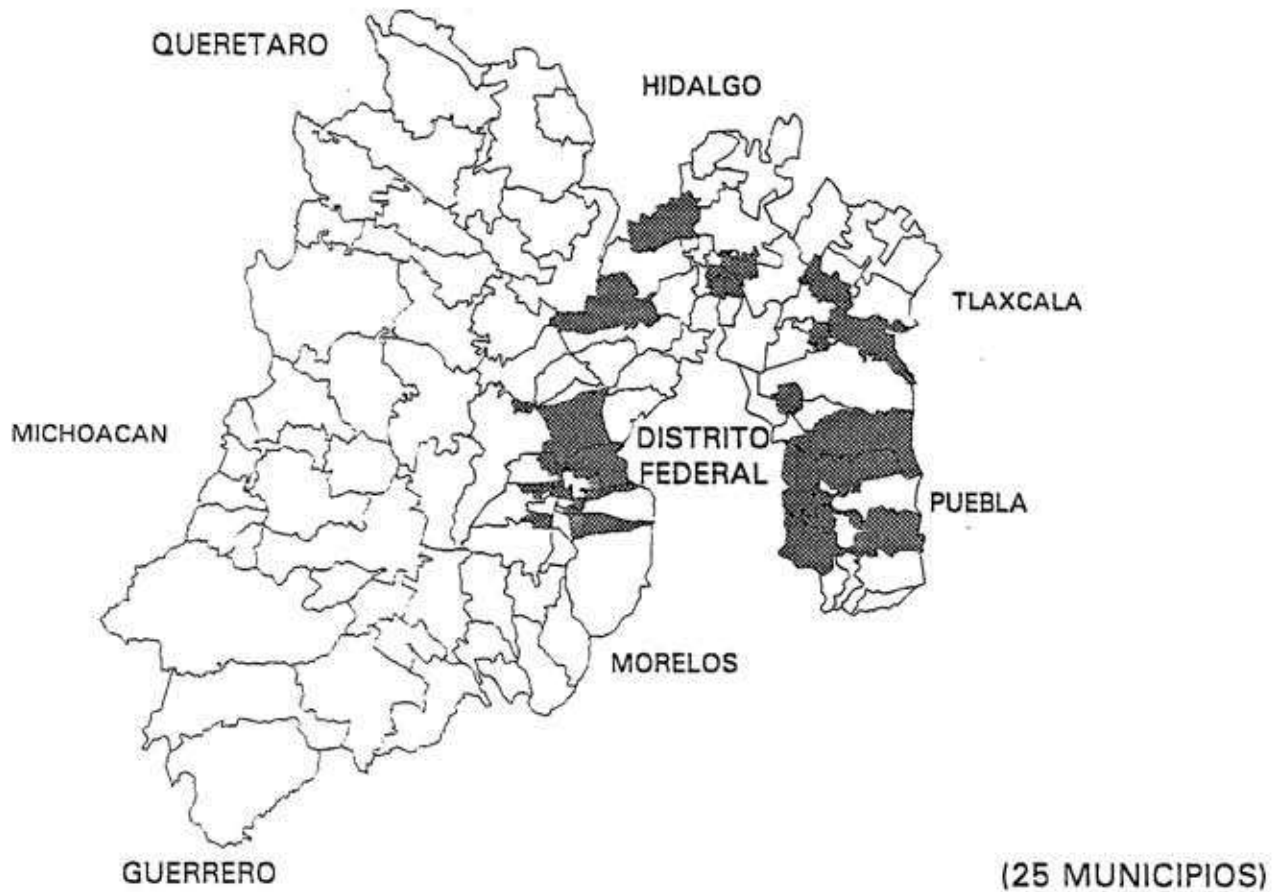 QUERETARO
HIDALGO
TLAXCALA
MICHOACAN
DISTRITO
FEDERAL
PUEBLA
MORELOS
GUERRERO
(25 MUNICIPIOS)